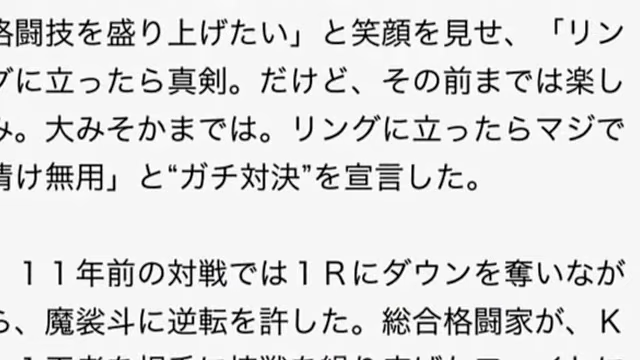 格闘技を盛り上げたい」と笑顔を見せ、「リン
グに立ったら真剣。だけど、その前までは楽し
み。大みそかまでは。リングに立ったらマジで
情け無用」と“ガチ対決”を宣言した。
１１年前の対戦では１Ｒにダウンを奪いなが
ら、魔裟斗に逆転を許した。総合格闘家が、Ｋ